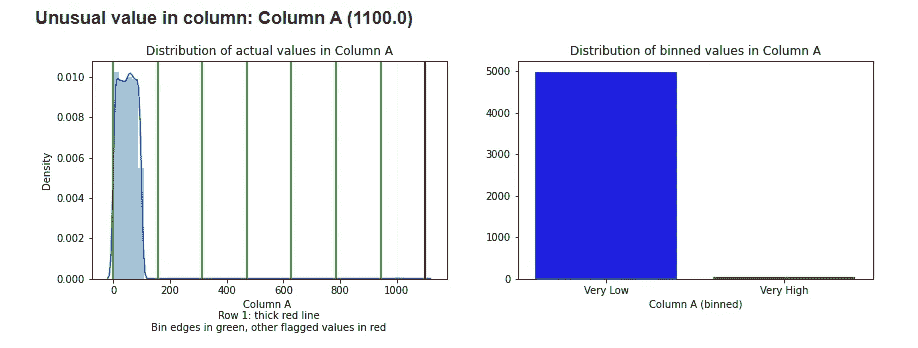 Unusual value in column: Column A (1100.0)
Distribution of actual values in Column A
Density
0.010
0.008
0.006
0.004
0.002
0.000
0
200
400
600
800
1000
Column A
Row 1: thick red line
Bin edges in green, other flagged values in red
Distribution of binned values in Column A
5000
4000
3000
2000
1000
0
Very Low
Very High
Column A (binned)